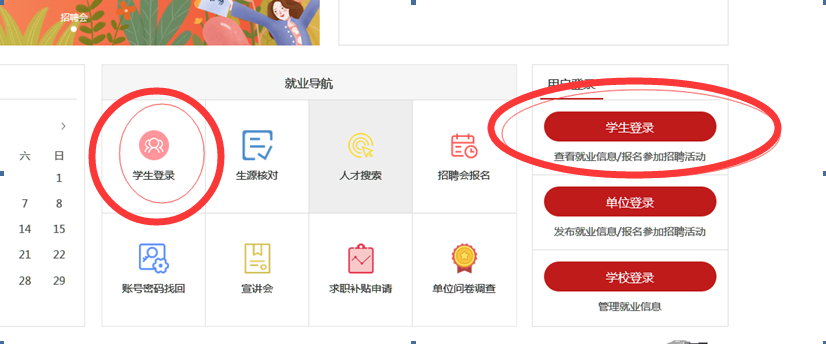 招聘会
就业导航
用户登录
六 日
1
7 8
14 15
21 22
28 29
学生登录
生源核对
人才搜索
招聘会报名
账号密码找回
宣讲会
求职补贴申请
单位问卷调查
学生登录
查看就业信息/报名参加招聘活动
单位登录
发布就业信息/报名参加招聘活动
学校登录
管理就业信息